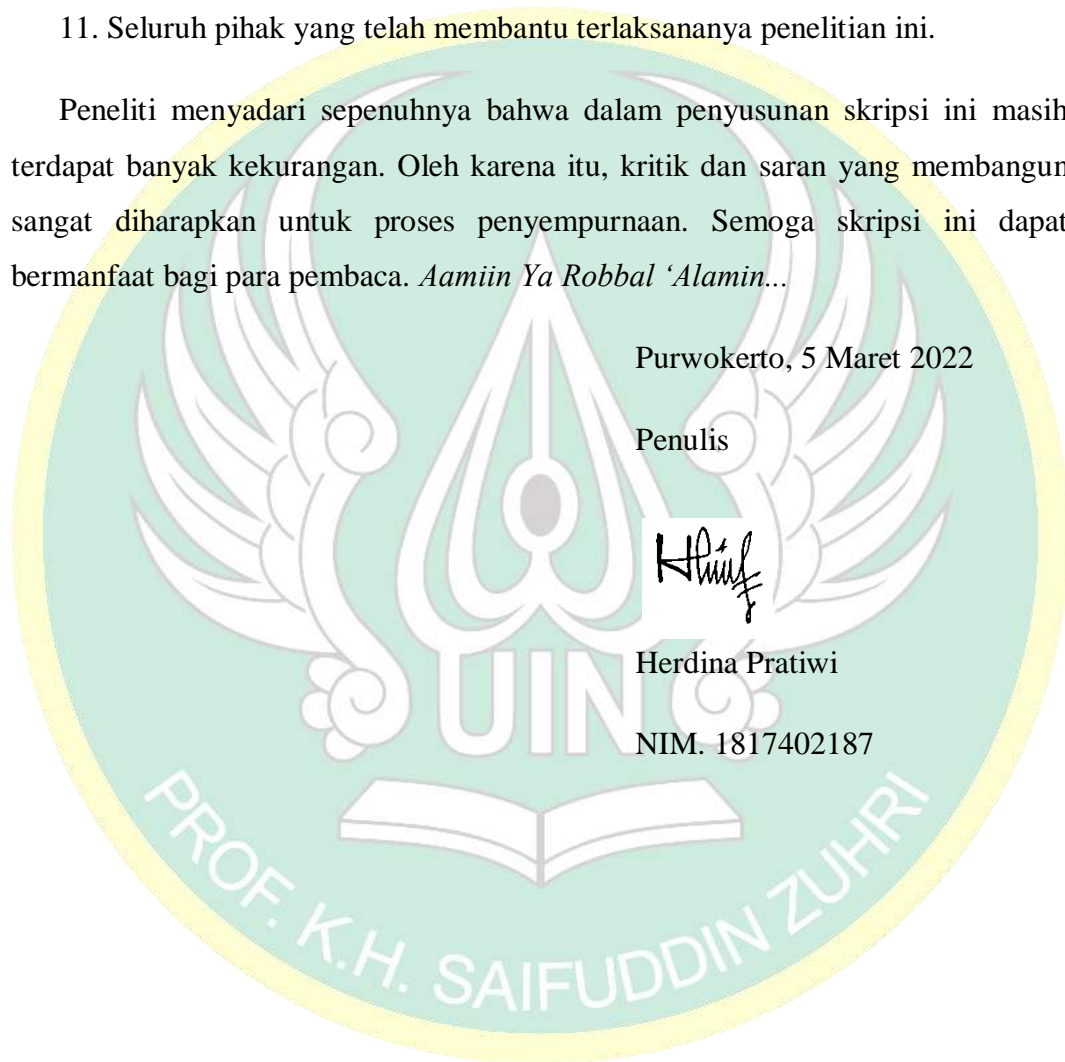 11. Seluruh pihak yang telah membantu terlaksananya penelitian ini.
Peneliti menyadari sepenuhnya bahwa dalam penyusunan skripsi ini masih
terdapat banyak kekurangan. Oleh karena itu, kritik dan saran yang membangun
sangat diharapkan untuk proses penyempurnaan. Semoga skripsi ini dapat
bermanfaat bagi para pembaca. Aamiin Ya Robbal ‘Alamin...
Purwokerto, 5 Maret 2022
Penulis
Herdina Pratiwi
NIM. 1817402187
UIN
PROF. K.H. SAIFUDDIN ZUHRI